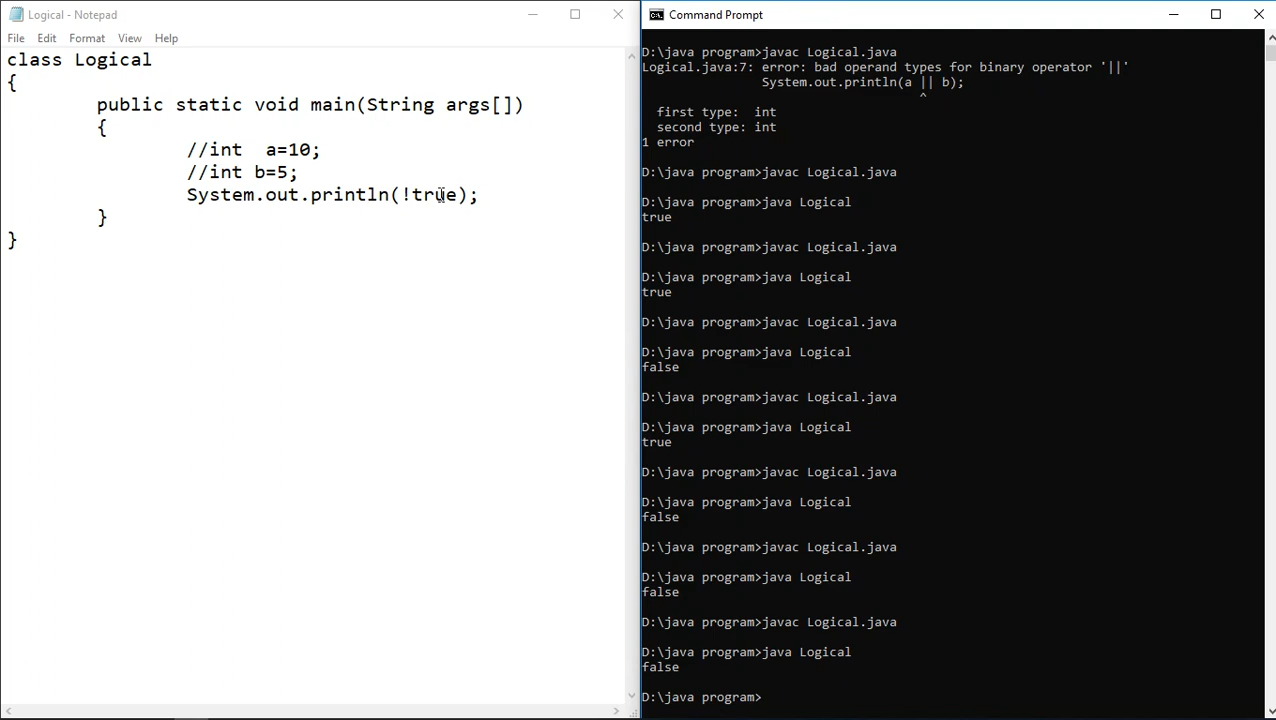 Logical - Notepad
File Edit Format View Help
class Logical
{
public static void main(String args[])
{
//int  a=10;
//int b=5;
System.out.println(!true);
}
}
Command Prompt
D:\java program>javac Logical.java
Logical.java:7: error: bad operand types for binary operator '||'
System.out.println(a || b);
^
first type:  int
second type: int
1 error
D:\java program>javac Logical.java
D:\java program>java Logical
true
D:\java program>javac Logical.java
D:\java program>java Logical
true
D:\java program>javac Logical.java
D:\java program>java Logical
false
D:\java program>javac Logical.java
D:\java program>java Logical
true
D:\java program>javac Logical.java
D:\java program>java Logical
false
D:\java program>javac Logical.java
D:\java program>java Logical
false
D:\java program>javac Logical.java
D:\java program>java Logical
false
D:\java program>